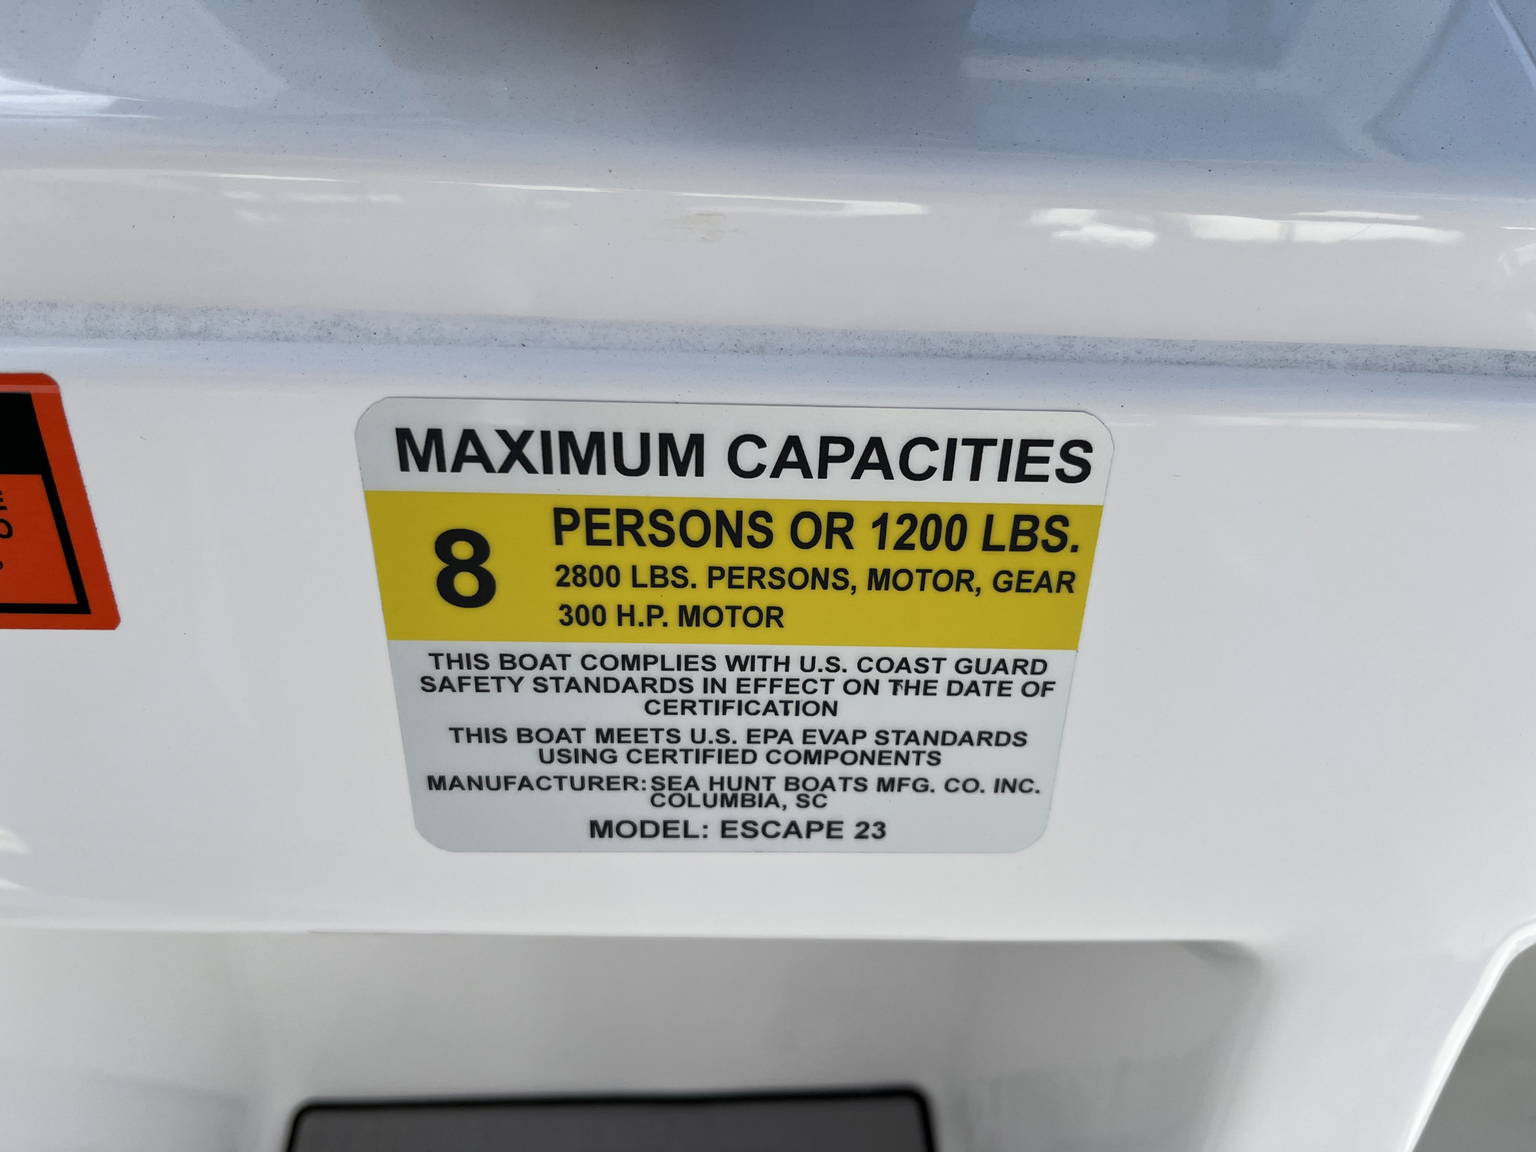 MAXIMUM CAPACITIES
8 PERSONS OR 1200 LBS.
2800 LBS. PERSONS, MOTOR, GEAR
300 H.P. MOTOR
THIS BOAT COMPLIES WITH U.S. COAST GUARD
SAFETY STANDARDS IN EFFECT ON THE DATE OF
CERTIFICATION
THIS BOAT MEETS U.S. EPA EVAP STANDARDS
USING CERTIFIED COMPONENTS
MANUFACTURER: SEA HUNT BOATS MFG. CO. INC.
COLUMBIA, SC
MODEL: ESCAPE 23